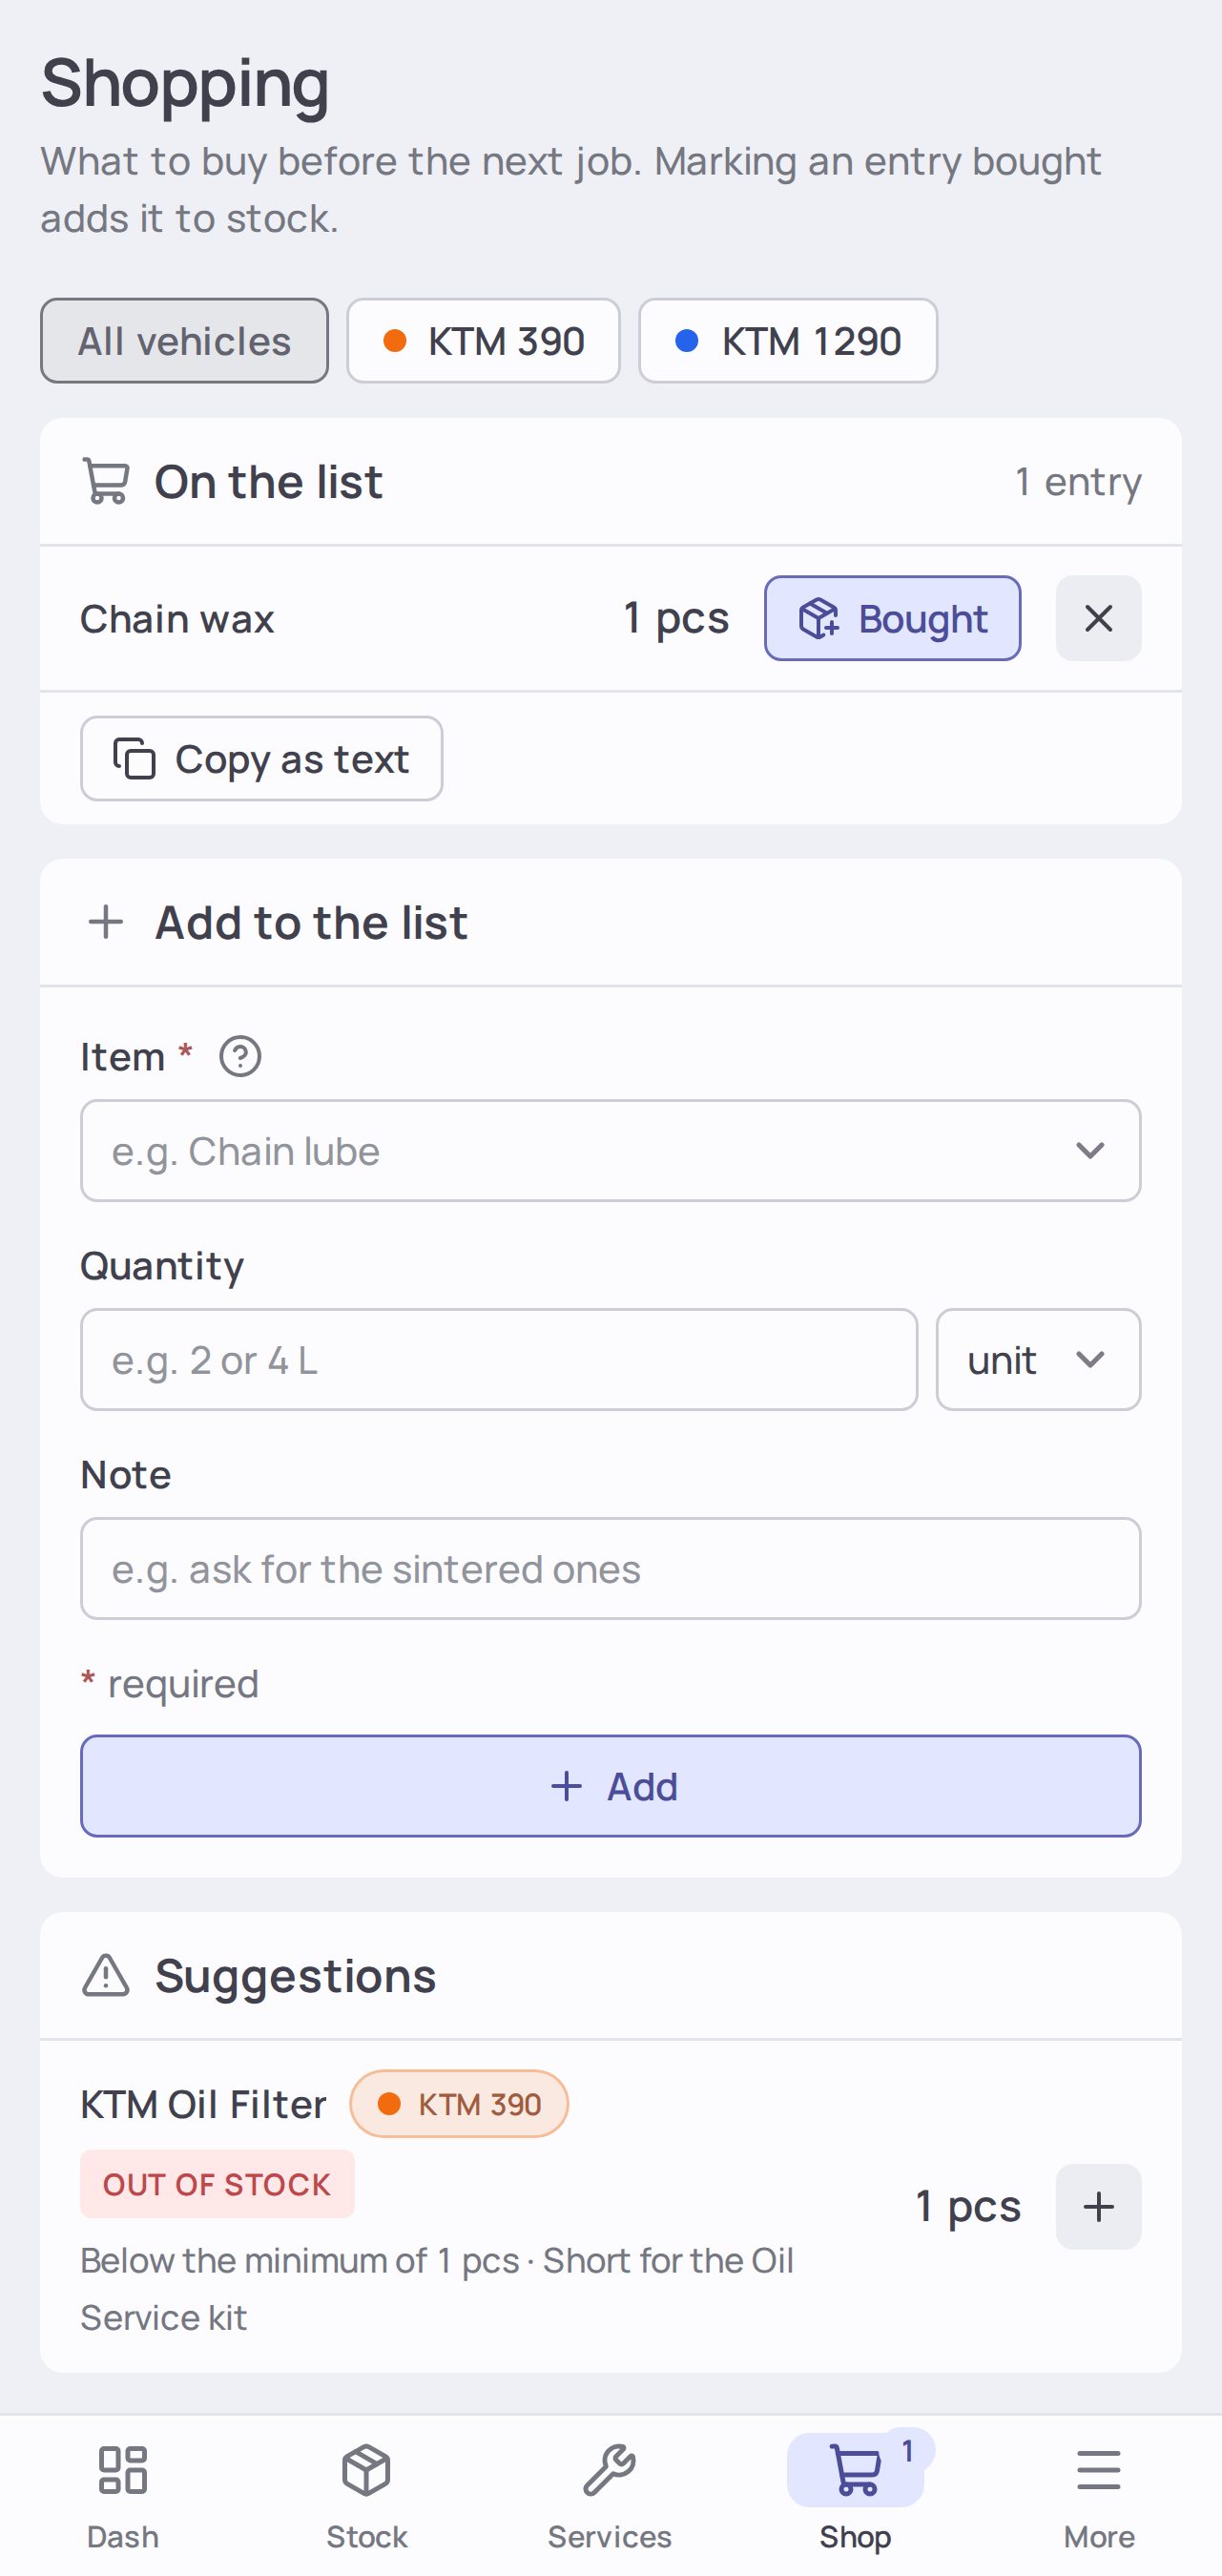 Shopping
What to buy before the next job. Marking an entry bought
adds it to stock.
All vehicles
KTM 390
KTM 1290
On the list
1 entry
Chain wax
1 pcs
Bought
Copy as text
Add to the list
Item *
e.g. Chain lube
Quantity
e.g. 2 or 4 L
unit
Note
e.g. ask for the sintered ones
* required
Add
Suggestions
KTM Oil Filter
KTM 390
OUT OF STOCK
1 pcs
Below the minimum of 1 pcs · Short for the Oil
Service kit
1
Dash
Stock
Services
Shop
More